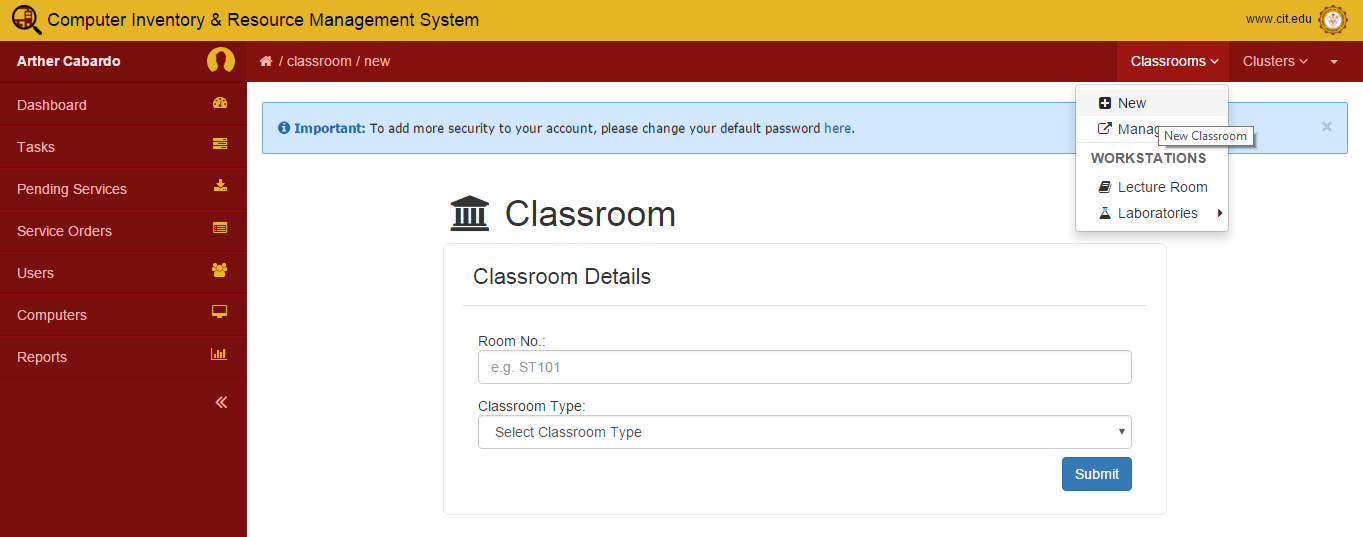 Computer Inventory & Resource Management System
www.cit.edu
Arther Cabardo
/ classroom / new
Classrooms
Clusters
Dashboard
Tasks
Pending Services
Service Orders
Users
Computers
Reports
Important: To add more security to your account, please change your default password here.
×
New
Manag
New Classroom
WORKSTATIONS
Lecture Room
Laboratories
Classroom
Classroom Details
Room No.:
e.g. ST101
Classroom Type:
Select Classroom Type
Submit